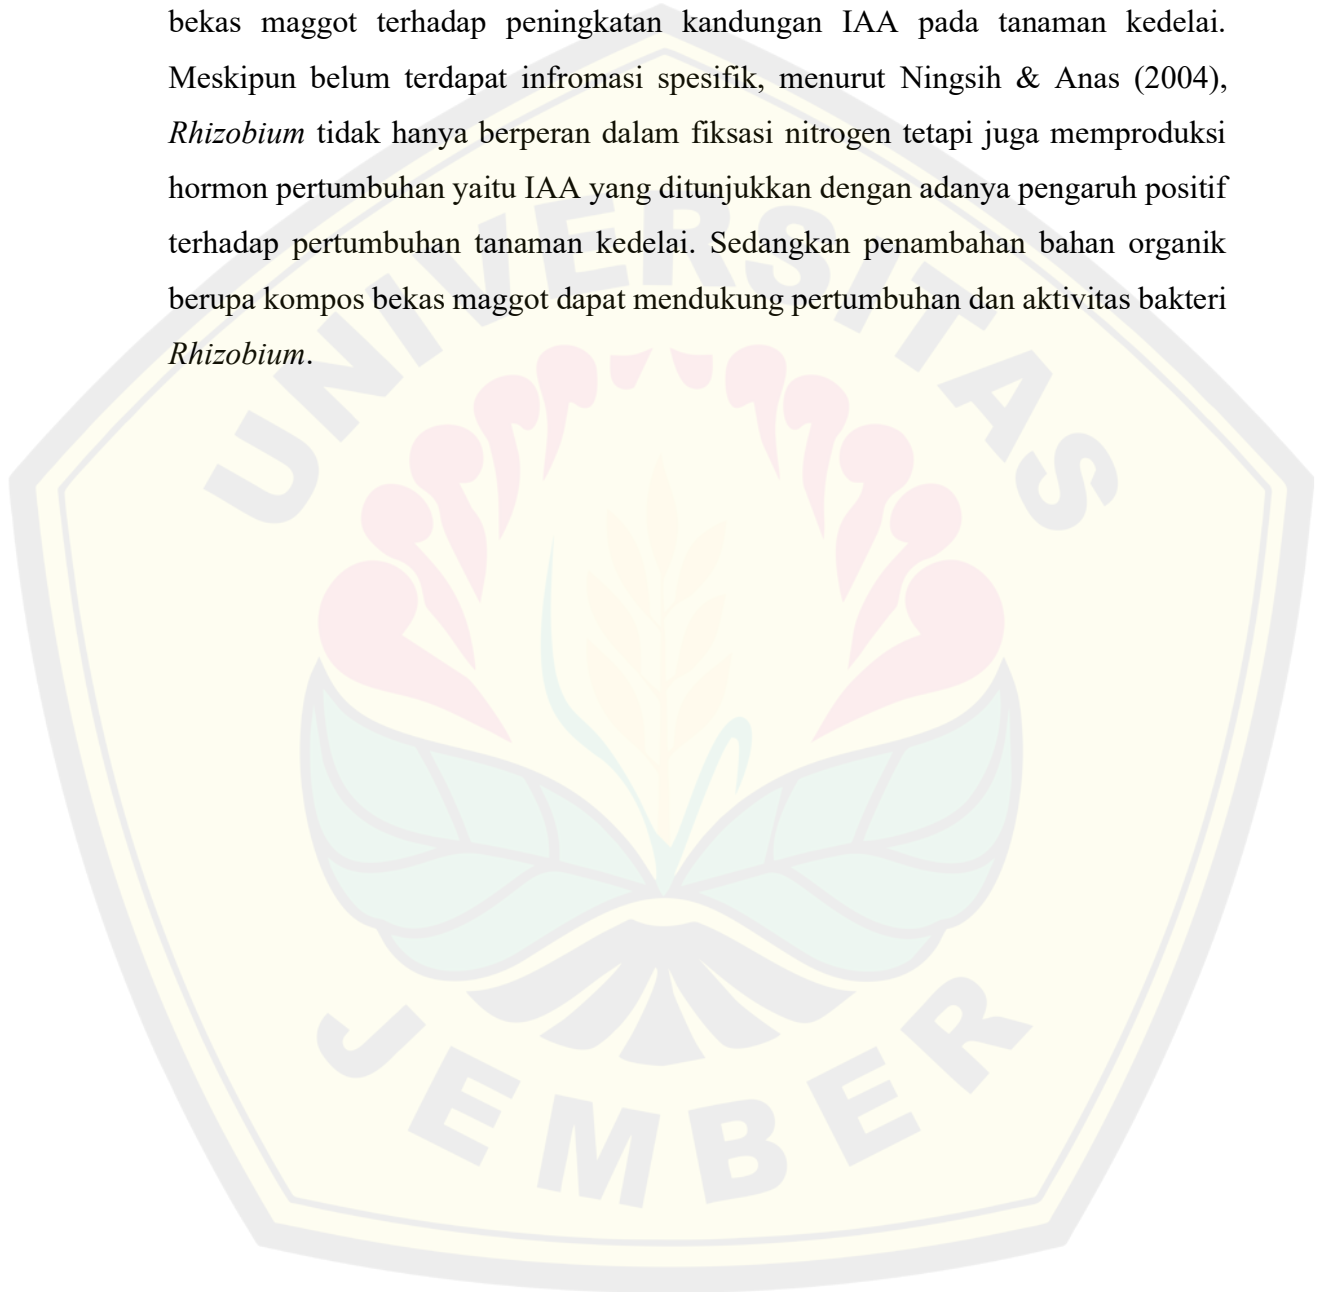 bekas maggot terhadap peningkatan kandungan IAA pada tanaman kedelai.
Meskipun belum terdapat infromasi spesifik, menurut Ningsih & Anas (2004),
Rhizobium tidak hanya berperan dalam fiksasi nitrogen tetapi juga memproduksi
hormon pertumbuhan yaitu IAA yang ditunjukkan dengan adanya pengaruh positif
terhadap pertumbuhan tanaman kedelai. Sedangkan penambahan bahan organik
berupa kompos bekas maggot dapat mendukung pertumbuhan dan aktivitas bakteri
Rhizobium.
UNIVERSITAS
JEMBER